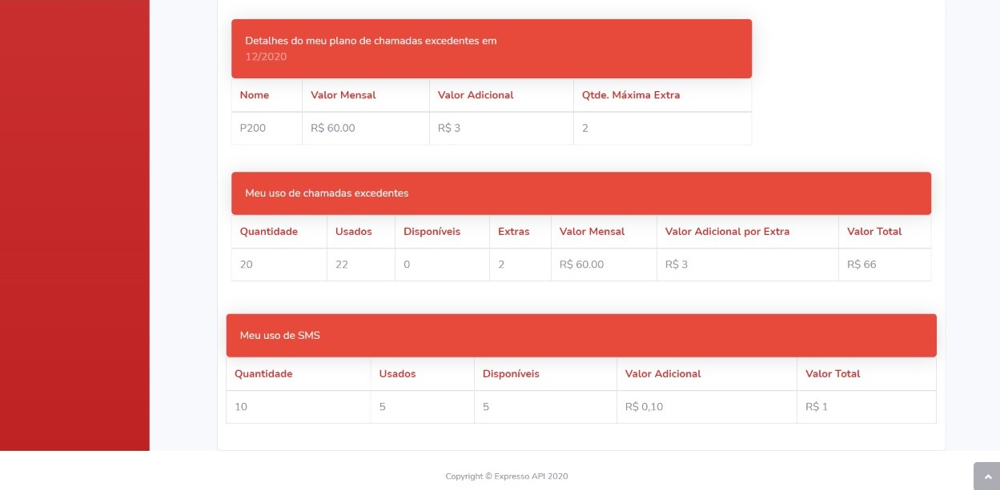 Detalhes do meu plano de chamadas excedentes em
12/2020
Nome Valor Mensal Valor Adicional Qtde. Máxima Extra
P200 R$ 60.00 R$ 3 2
Meu uso de chamadas excedentes
Quantidade Usados Disponíveis Extras Valor Mensal Valor Adicional por Extra Valor Total
20 22 0 2 R$ 60.00 R$ 3 R$ 66
Meu uso de SMS
Quantidade Usados Disponíveis Valor Adicional Valor Total
10 5 5 R$ 0,10 R$ 1
Copyright © Expresso API 2020